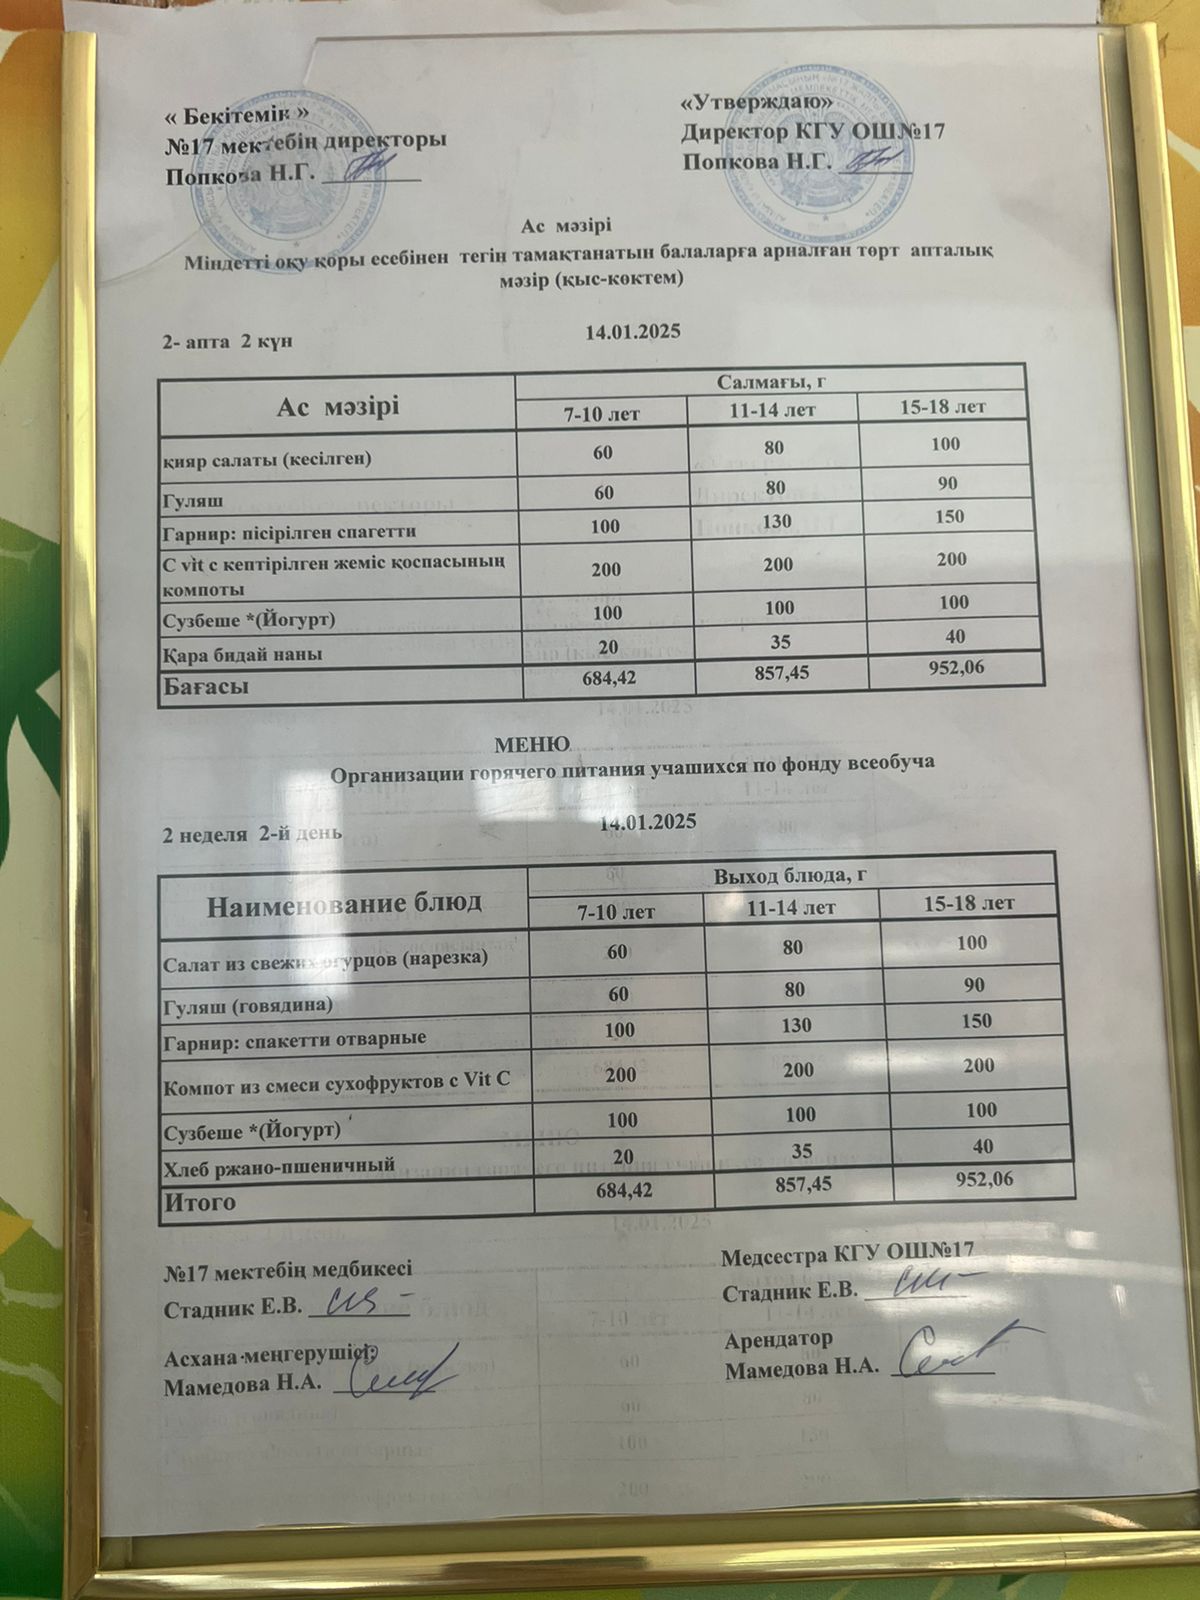 « Бекітемін »
№17 мектебің директоры
Попкова Н.Г.
«Утверждаю»
Директор КГУ ОШ№17
Попкова Н.Г.
Ас мәзірі
Міндетті оқу қоры есебінен тегің тамақтанатын балаларға арналған төрт апталық
мәзір (қыс-көктем)
2- апта 2 күн
14.01.2025
Ас мәзірі
Салмағы, г
7-10 лет 11-14 лет 15-18 лет
қияр салаты (кесілген) 60 80 100
Гуляш 60 80 90
Гарнир: пісірілген спагетти 100 130 150
С vit с кептірілген жеміс қоспасының
компоты 200 200 200
Сузбеше *(Йогурт) 100 100 100
Қара бидай наны 20 35 40
Бағасы 684,42 857,45 952,06
МЕНЮ
Организации горячего питания учашихся по фонду всеобуча
2 неделя 2-й день
14.01.2025
Наименование блюд
Выход блюда, г
7-10 лет 11-14 лет 15-18 лет
Салат из свежих огурцов (нарезка) 60 80 100
Гуляш (говядина) 60 80 90
Гарнир: спакетти отварные 100 130 150
Компот из смеси сухофруктов с Vit C 200 200 200
Сузбеше *(Йогурт) 100 100 100
Хлеб ржано-пшеничный 20 35 40
Итого 684,42 857,45 952,06
№17 мектебің медбикесі
Стадник Е.В.
Асхана меңгерушісі;
Мамедова Н.А.
Медсестра КГУ ОШ№17
Стадник Е.В.
Арендатор
Мамедова Н.А.